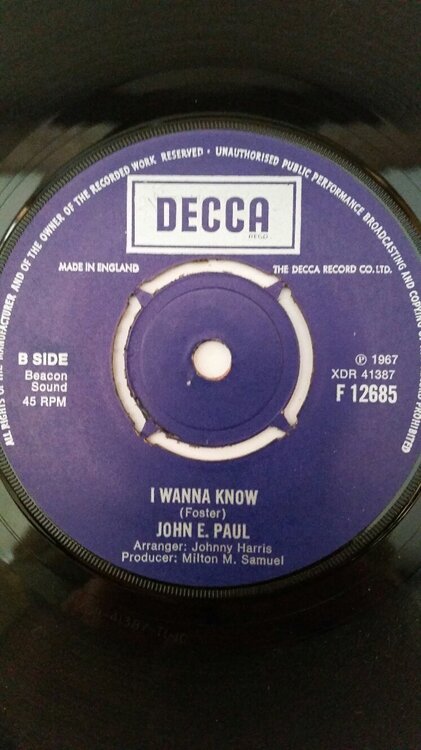 ALL RIGHTS OF THE MANUFACTURER AND OF THE OWNER OF THE RECORDED WORK RESERVED • UNAUTHORISED PUBLIC PERFORMANCE BROADCASTING AND COPYING OF PROHIBITED
DECCA
REGD.
MADE IN ENGLAND
THE DECCA RECORD CO. LTD.
B SIDE
Beacon
Sound
45 RPM
℗ 1967
XDR 41387
F 12685
I WANNA KNOW
(Foster)
JOHN E. PAUL
Arranger: Johnny Harris
Producer: Milton M. Samuel